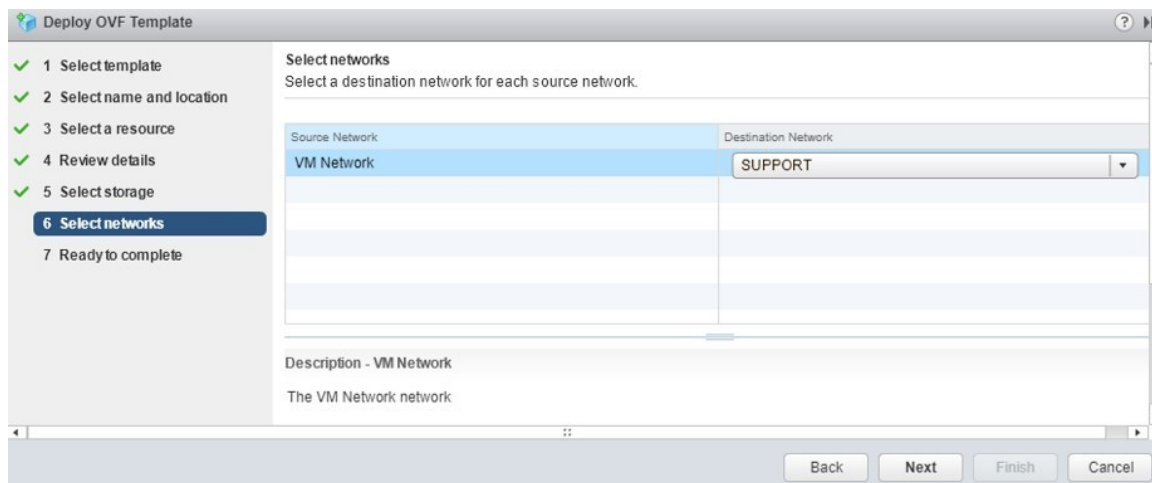 Deploy OVF Template
?
1 Select template
2 Select name and location
3 Select a resource
4 Review details
5 Select storage
6 Select networks
7 Ready to complete
Select networks
Select a destination network for each source network.
Source Network Destination Network
VM Network SUPPORT
Description - VM Network
The VM Network network
Back Next Finish Cancel